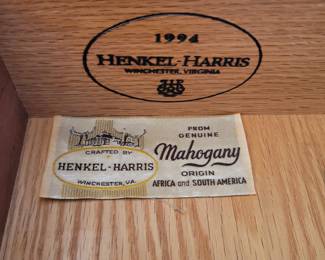 1994
HENKEL-HARRIS
WINCHESTER, VIRGINIA
CRAFTED BY
HENKEL-HARRIS
WINCHESTER, VA.
FROM
GENUINE
Mahogany
ORIGIN
AFRICA and SOUTH AMERICA